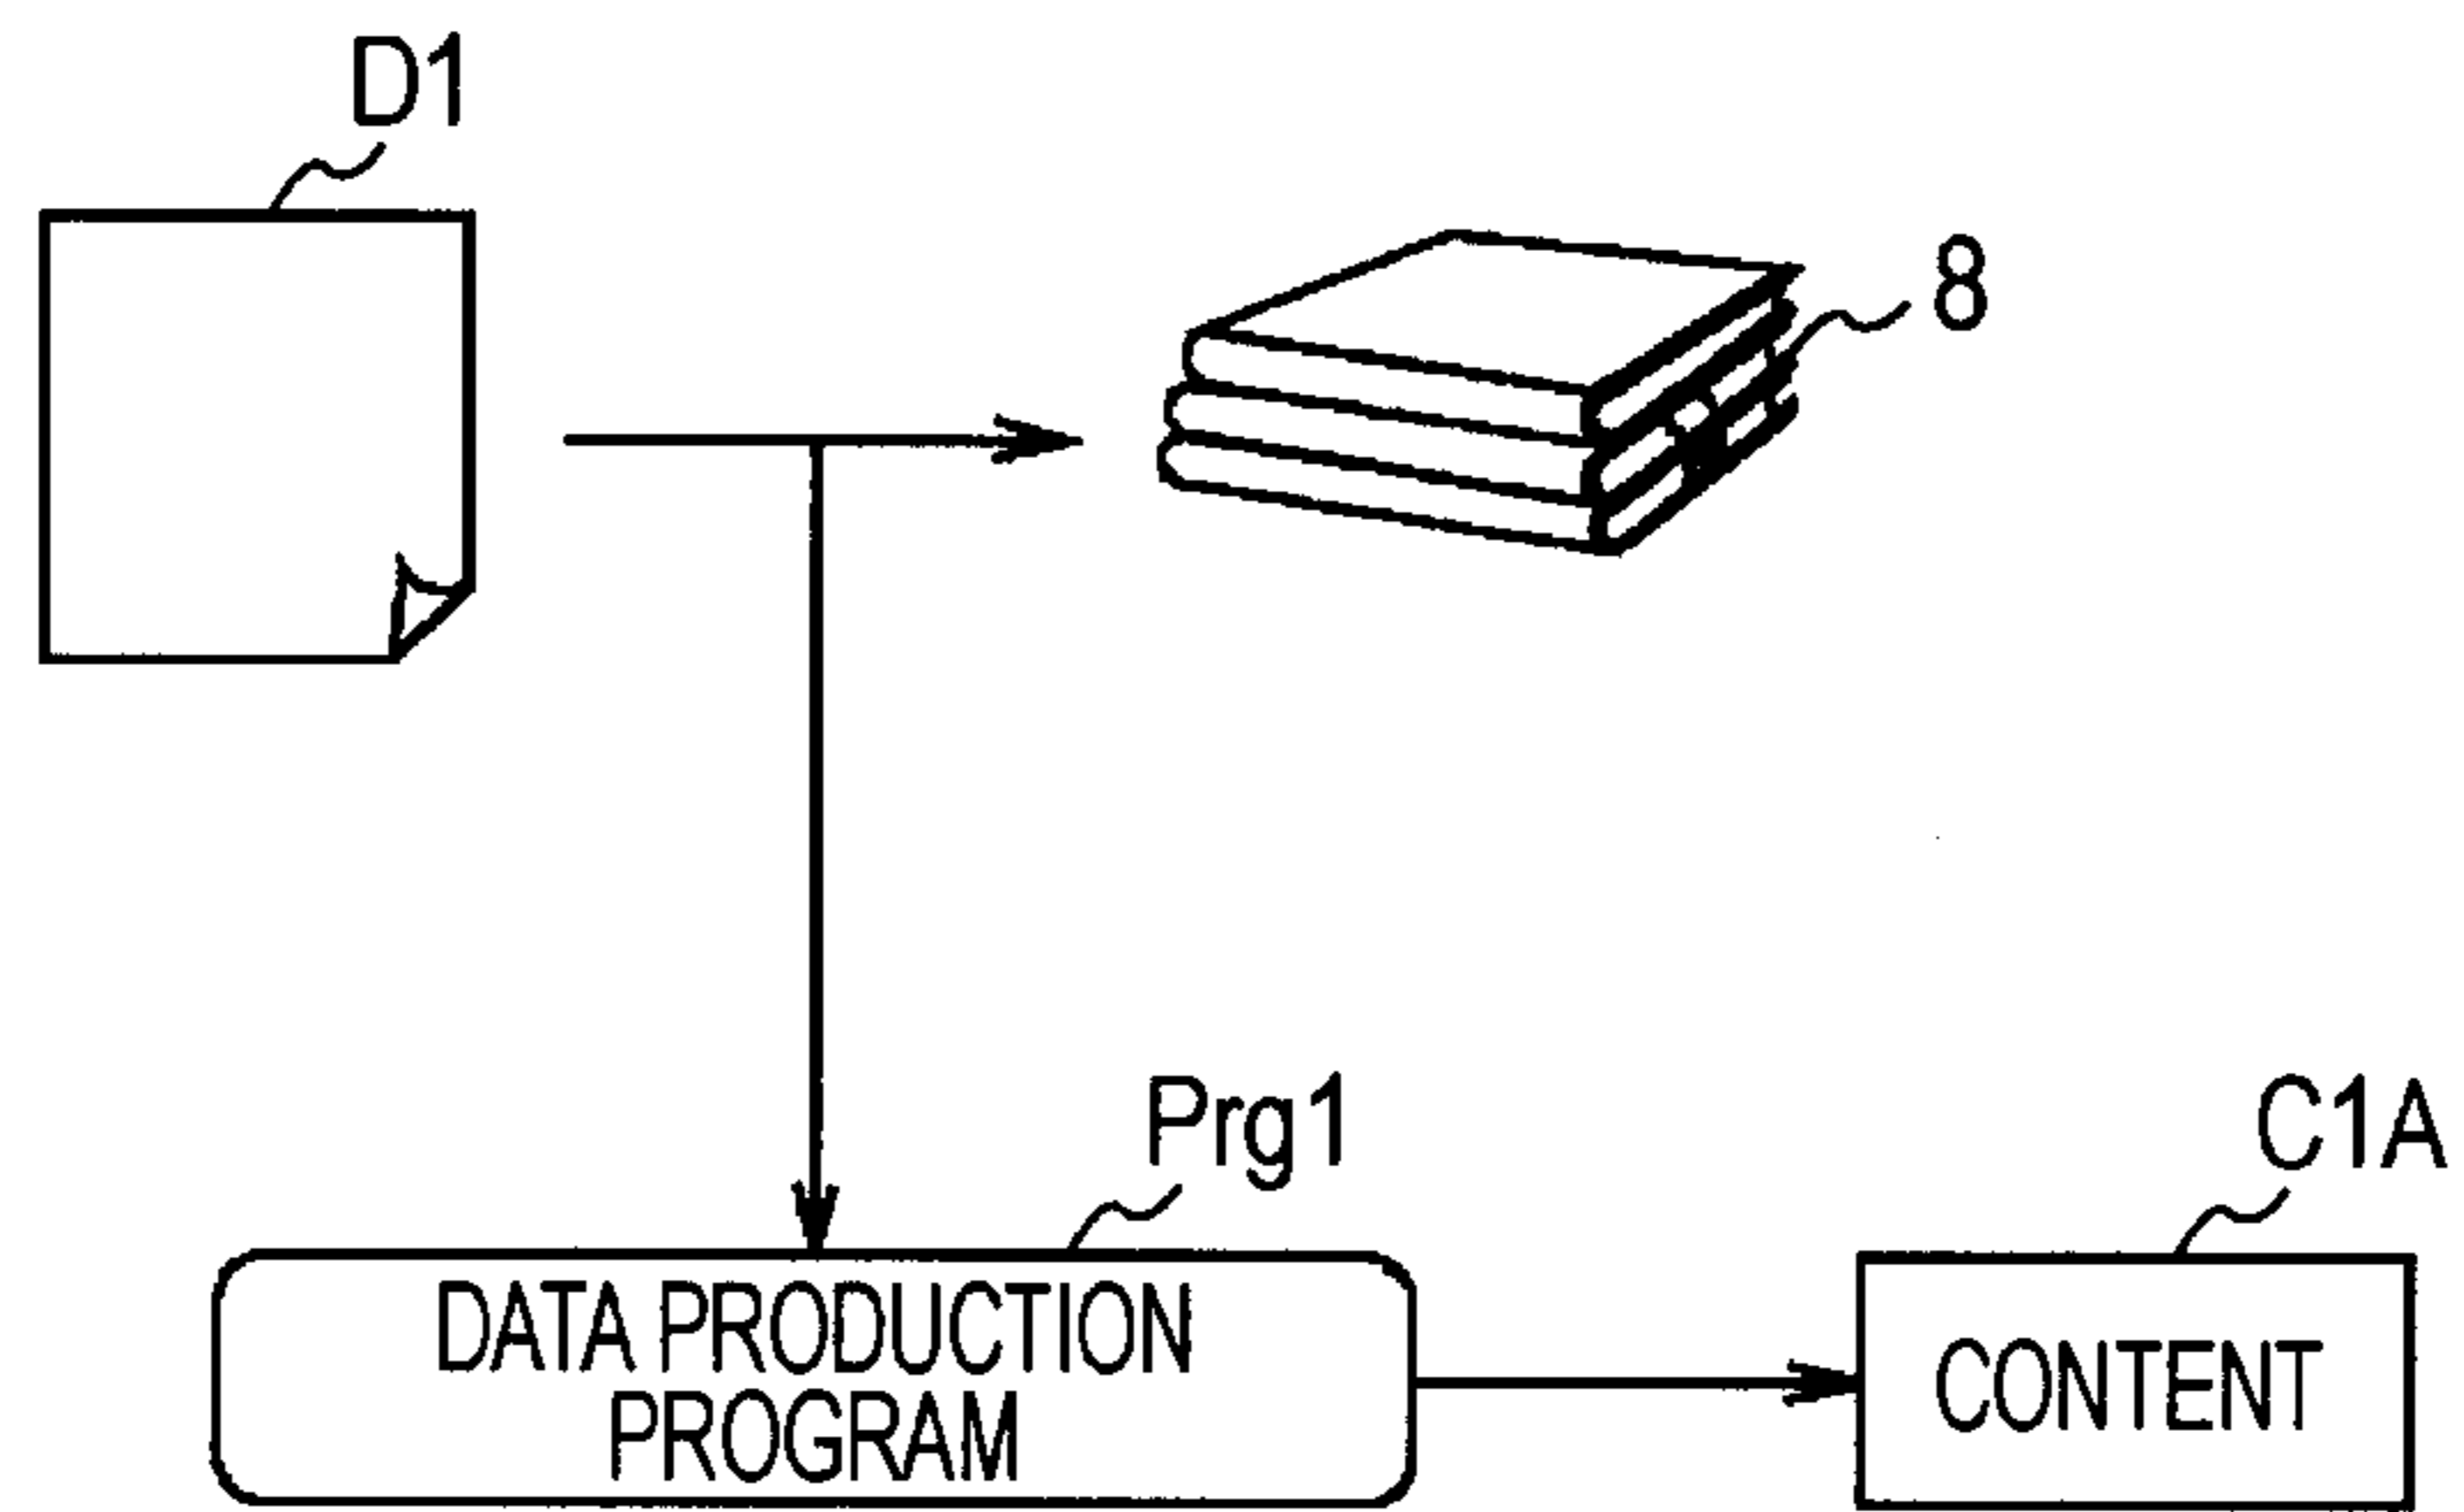 D1
8
Prg1
C1A
DATA PRODUCTION
PROGRAM
CONTENT